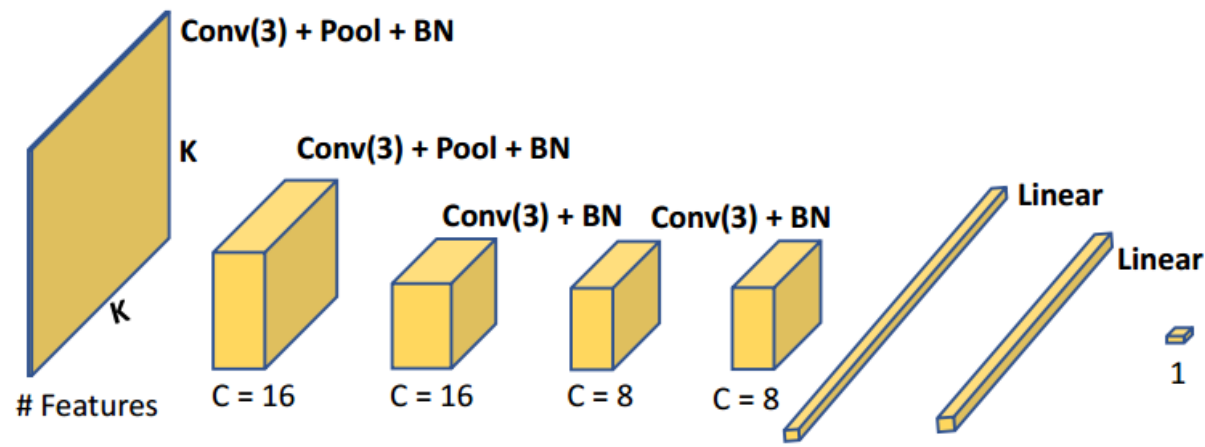 Conv(3) + Pool + BN
K
K
# Features
Conv(3) + Pool + BN
C = 16
Conv(3) + BN
C = 16
Conv(3) + BN
C = 8
C = 8
Linear
Linear
1